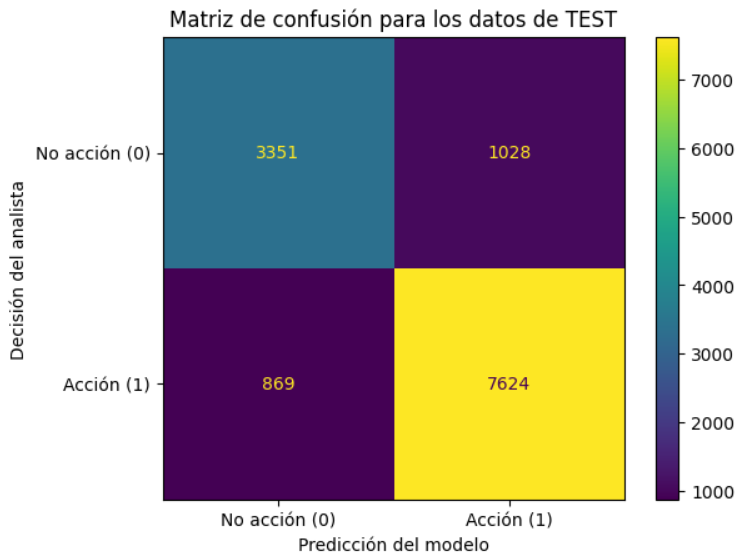 Matriz de confusión para los datos de TEST
Decisión del analista
No acción (0)
3351
1028
Acción (1)
869
7624
No acción (0)
Acción (1)
Predicción del modelo
7000
6000
5000
4000
3000
2000
1000